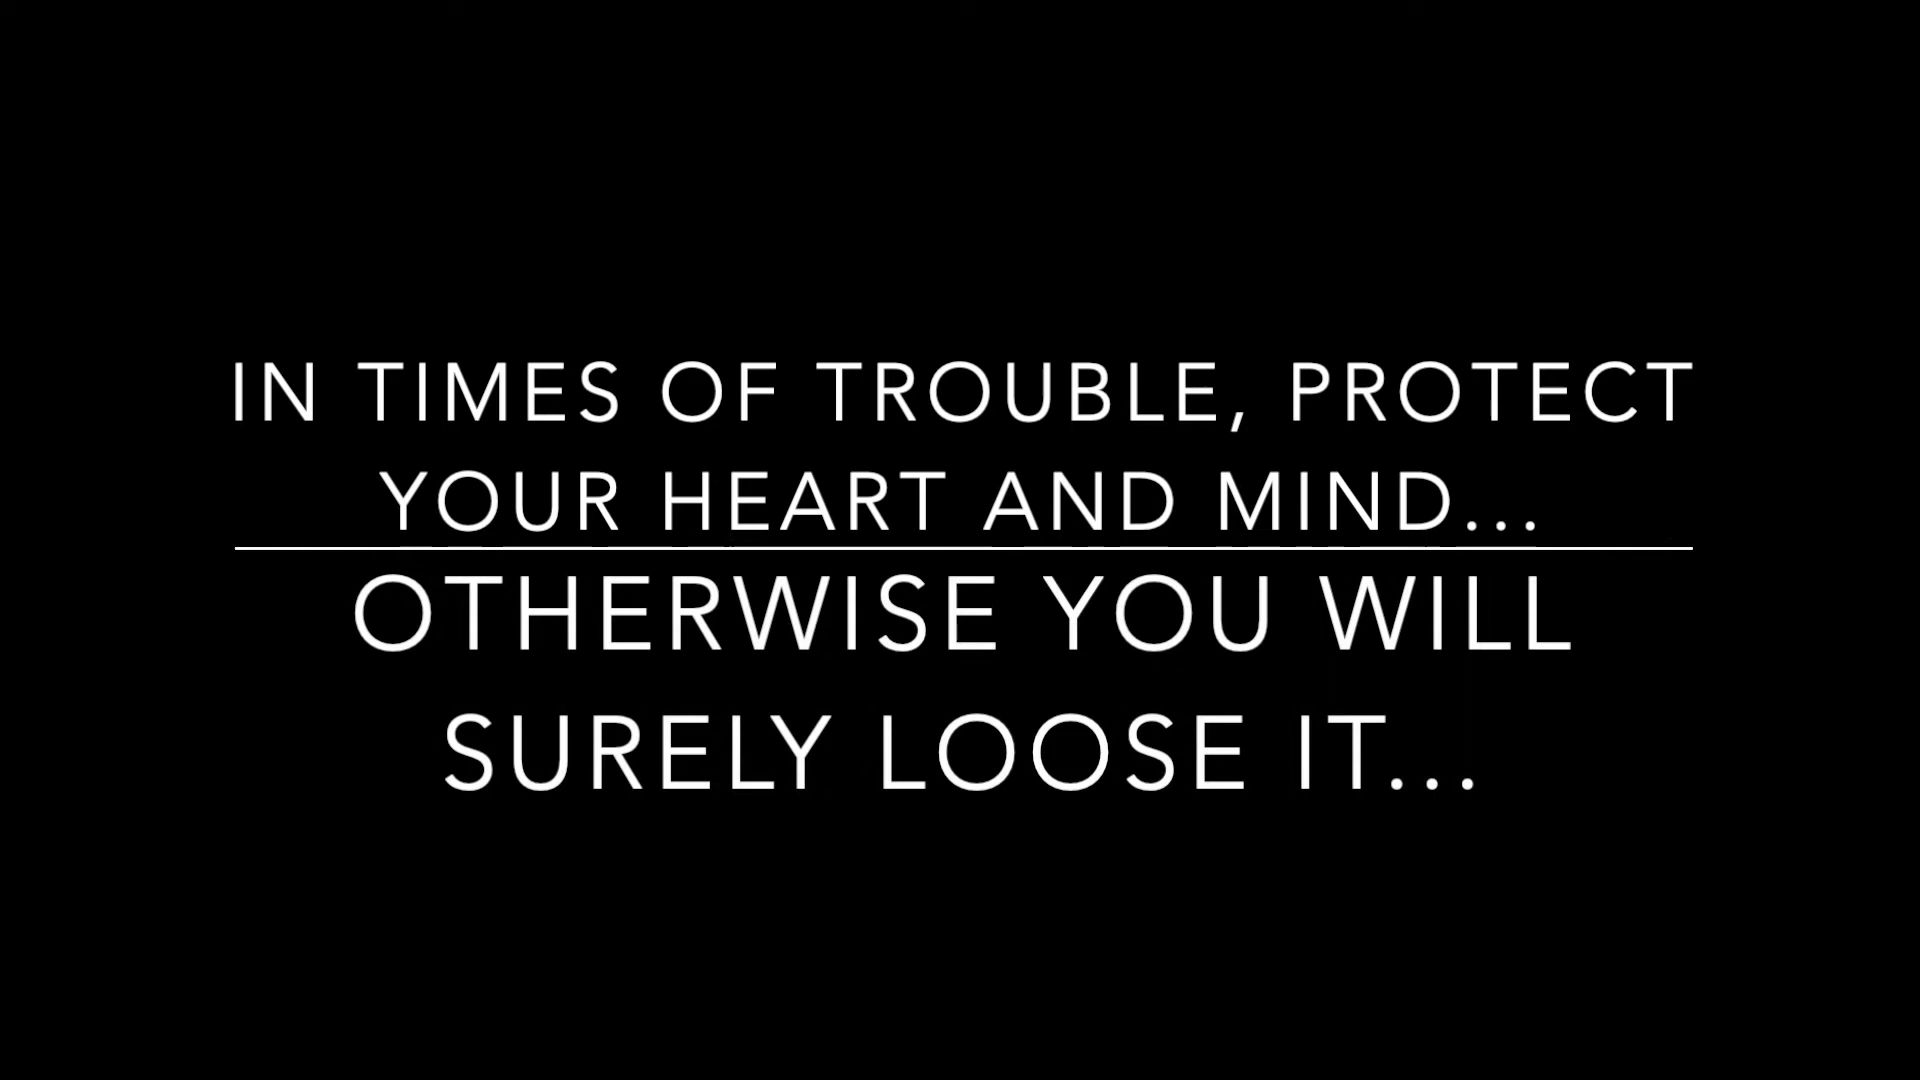 IN TIMES OF TROUBLE, PROTECT
YOUR HEART AND MIND...
OTHERWISE YOU WILL
SURELY LOOSE IT...